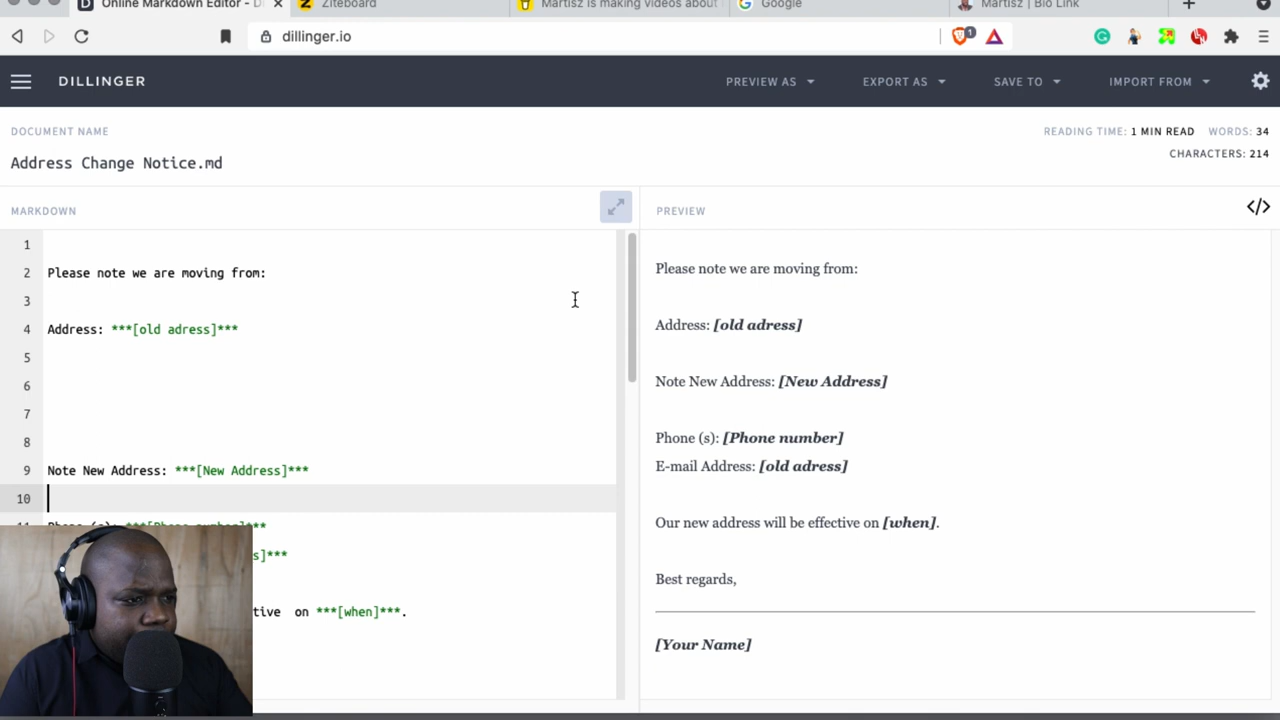 Online Markdown Editor - D
Ziteboard
Martisz is making videos about
Google
Martisz | Bio Link
dillinger.io
1
DILLINGER
PREVIEW AS
EXPORT AS
SAVE TO
IMPORT FROM
DOCUMENT NAME
READING TIME: 1 MIN READ WORDS: 34
Address Change Notice.md
CHARACTERS: 214
MARKDOWN
1
2 Please note we are moving from:
3
4 Address: ***[old adress]***
5
6
7
8
9 Note New Address: ***[New Address]***
10
11 Phone (s): ***[Phone number]***
s]***
tive on ***[when]***.
PREVIEW
</>
Please note we are moving from:
Address: [old adress]
Note New Address: [New Address]
Phone (s): [Phone number]
E-mail Address: [old adress]
Our new address will be effective on [when].
Best regards,
[Your Name]